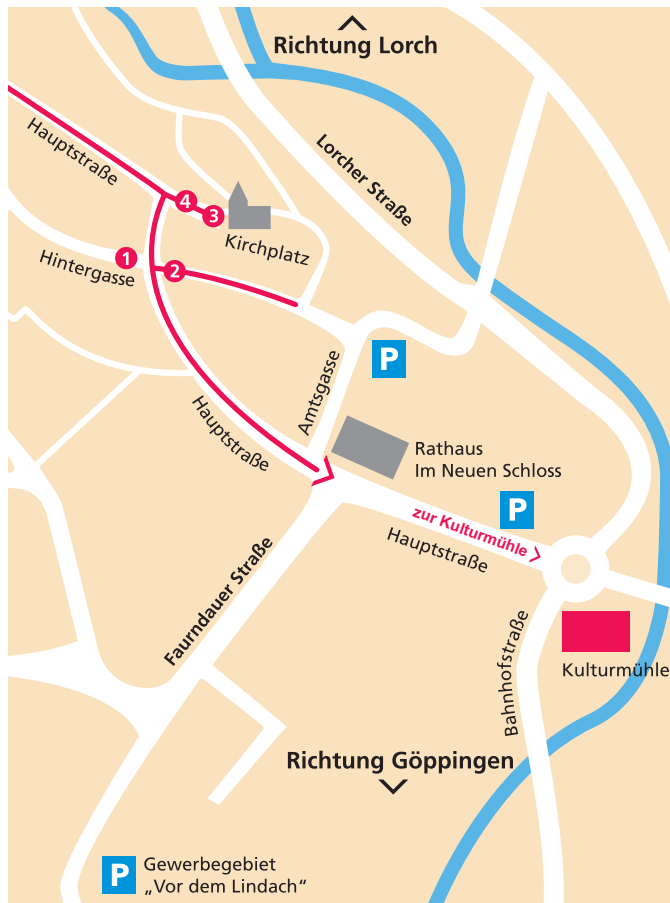 Richtung Lorch
Hauptstraße
Lorcher Straße
4
3
Kirchplatz
1
Hintergasse
2
P
Amtsgasse
Hauptstraße
Rathaus
Im Neuen Schloss
P
zur Kulturmühle
Hauptstraße
Faurndauer Straße
Bahnhofstraße
Kulturmühle
Richtung Göppingen
P
Gewerbegebiet
„Vor dem Lindach“